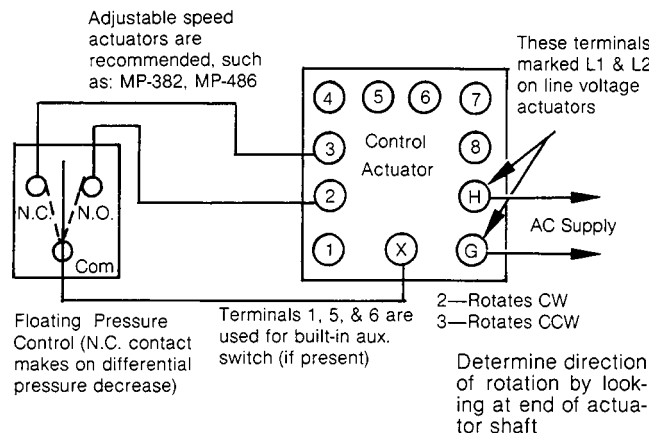 Adjustable speed
actuators are
recommended, such
as: MP-382, MP-486
These terminals
marked L1 & L2
on line voltage
actuators
4
5
6
7
3
Control
Actuator
8
2
H
1
X
G
AC Supply
N.C.
N.O.
Com
Floating Pressure
Control (N.C. contact
makes on differential
pressure decrease)
Terminals 1, 5, & 6 are
used for built-in aux.
switch (if present)
2—Rotates CW
3—Rotates CCW
Determine direction
of rotation by look-
ing at end of actua-
tor shaft